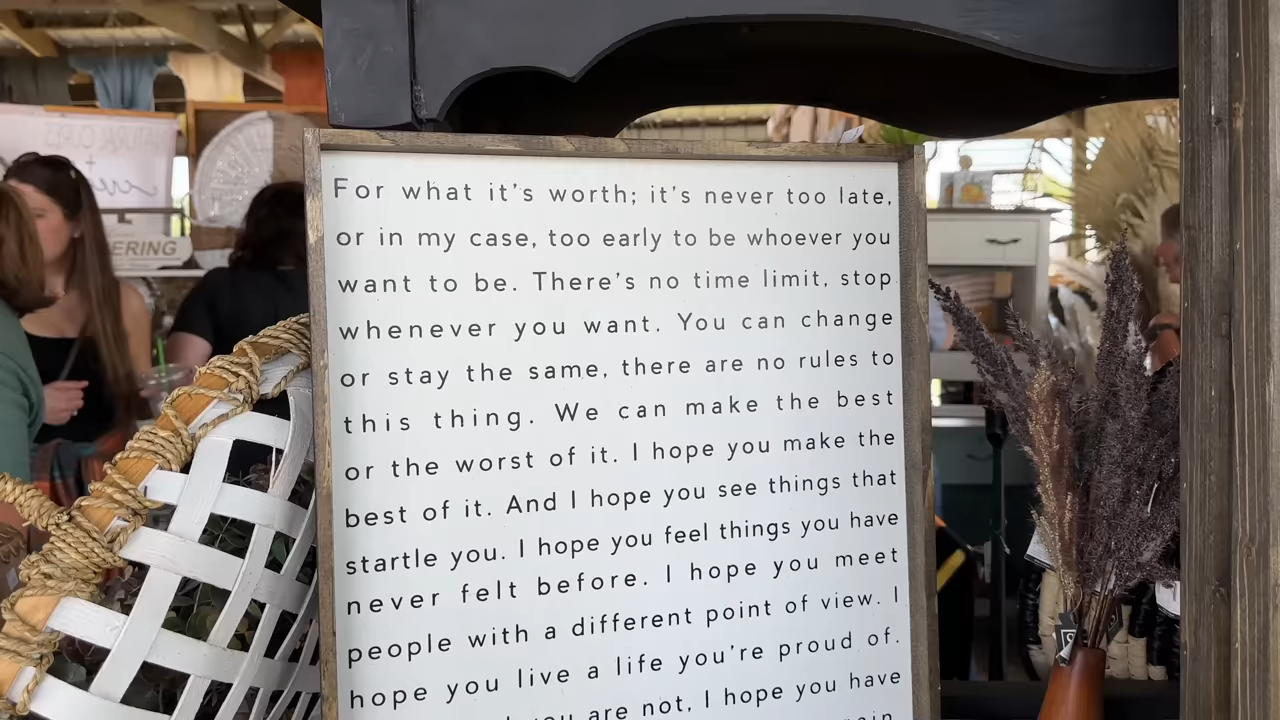 For what it's worth; it's never too late,
or in my case, too early to be whoever you
want to be. There's no time limit, stop
whenever you want. You can change
or stay the same, there are no rules to
this thing. We can make the best
or the worst of it. I hope you make the
best of it. And I hope you see things that
startle you. I hope you feel things you have
never felt before. I hope you meet
people with a different point of view. I
hope you live a life you're proud of.
you are not, I hope you have
ERING